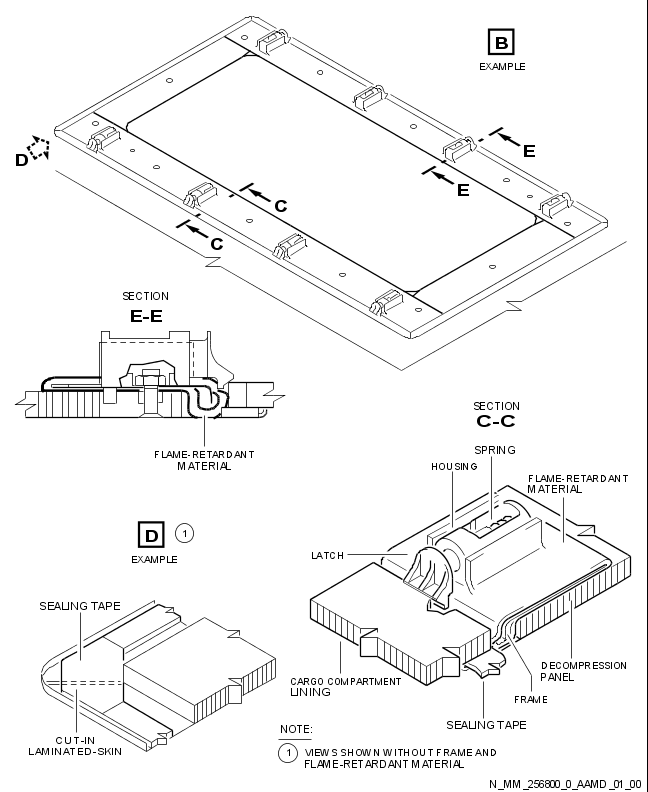 B
EXAMPLE
D
E
E
C
C
SECTION
E-E
FLAME-RETARDANT
MATERIAL
SECTION
C-C
SPRING
HOUSING
FLAME-RETARDANT
MATERIAL
LATCH
CARGO COMPARTMENT
LINING
DECOMPRESSION
PANEL
FRAME
SEALING TAPE
D 1
EXAMPLE
SEALING TAPE
CUT-IN
LAMINATED-SKIN
NOTE:
1 VIEWS SHOWN WITHOUT FRAME AND
FLAME-RETARDANT MATERIAL
N_MM_256800_0_AAMD_01_00